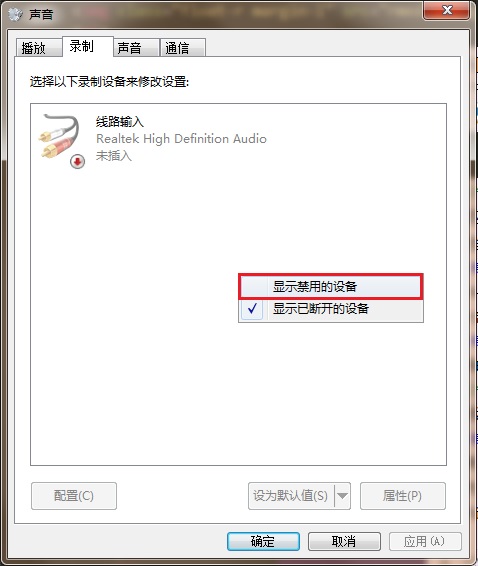 声音
播放 录制 声音 通信
选择以下录制设备来修改设置:
线路输入
Realtek High Definition Audio
未插入
显示禁用的设备
显示已断开的设备
配置(C) 设为默认值(S) 属性(P)
确定 取消 应用(A)